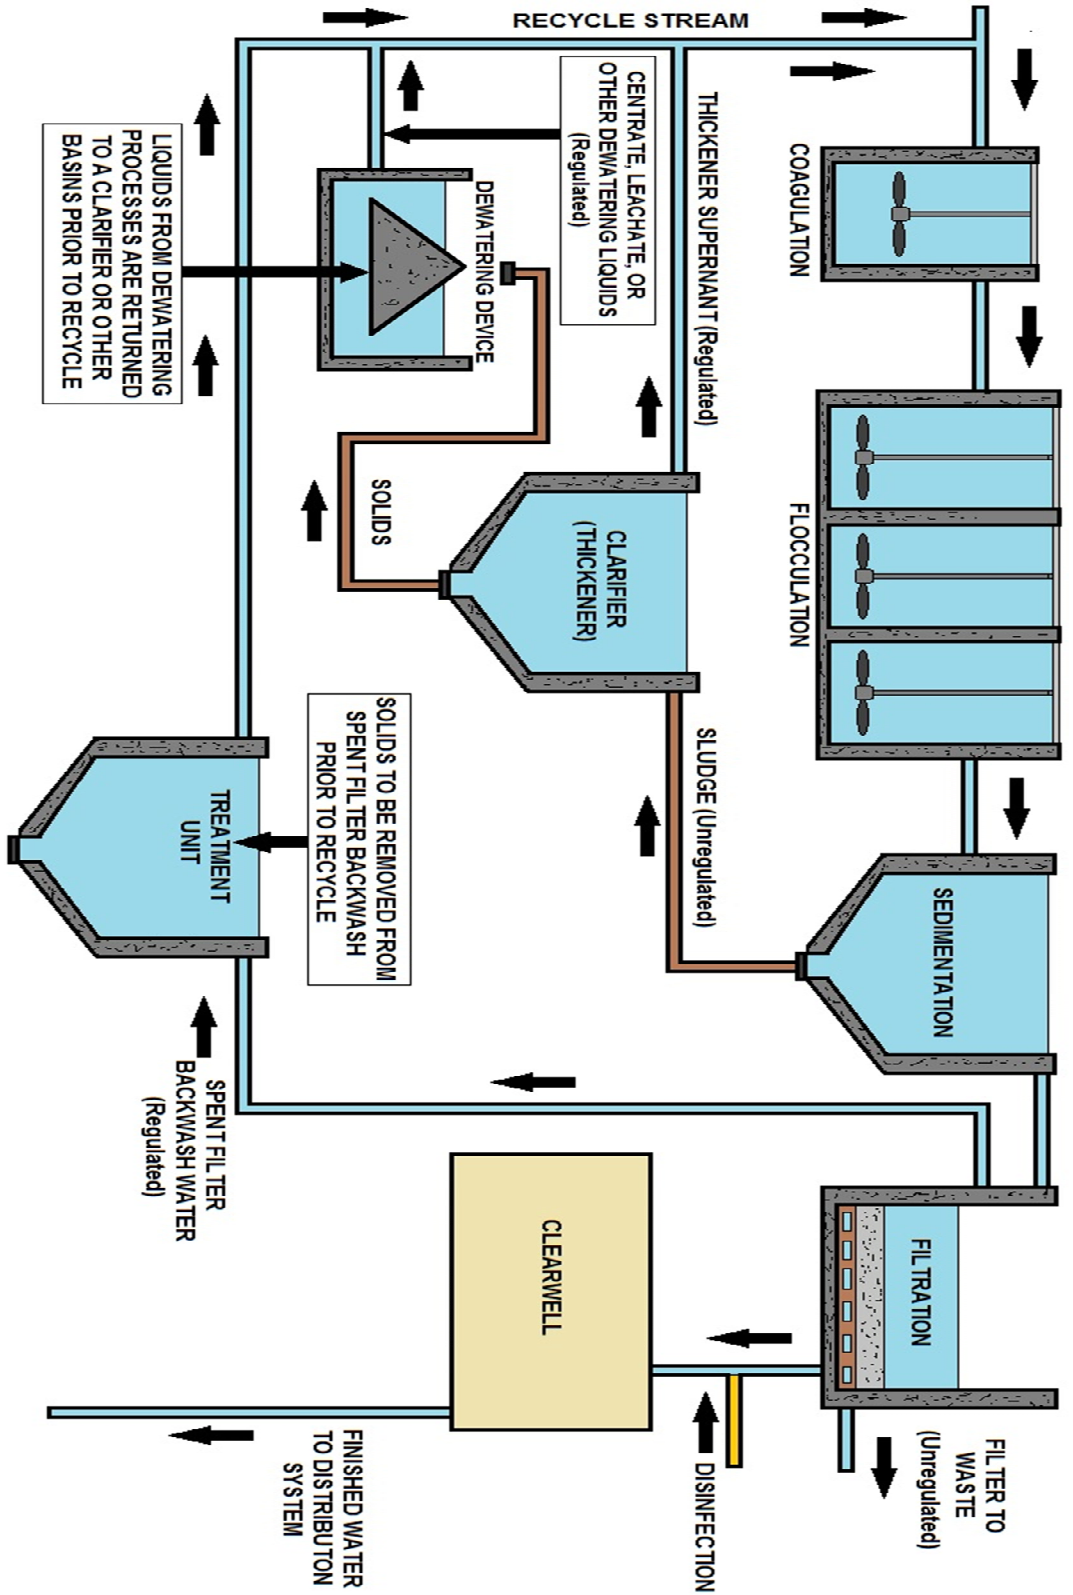 RECYCLE STREAM
COAGULATION
FLOCCULATION
SEDIMENTATION
FILTRATION
FILTER TO
WASTE
(Unregulated)
THICKENER SUPERNANT (Regulated)
CENTRATE, LEACHATE, OR
OTHER DEWATERING LIQUIDS
(Regulated)
DEWATERING DEVICE
LIQUIDS FROM DEWATERING
PROCESSES ARE RETURNED
TO A CLARIFIER OR OTHER
BASINS PRIOR TO RECYCLE
SOLIDS
CLARIFIER
(THICKENER)
SLUDGE (Unregulated)
SOLIDS TO BE REMOVED FROM
SPENT FILTER BACKWASH
PRIOR TO RECYCLE
TREATMENT
UNIT
SPENT FILTER
BACKWASH WATER
(Regulated)
CLEARWELL
DISINFECTION
FINISHED WATER
TO DISTRIBUTON
SYSTEM